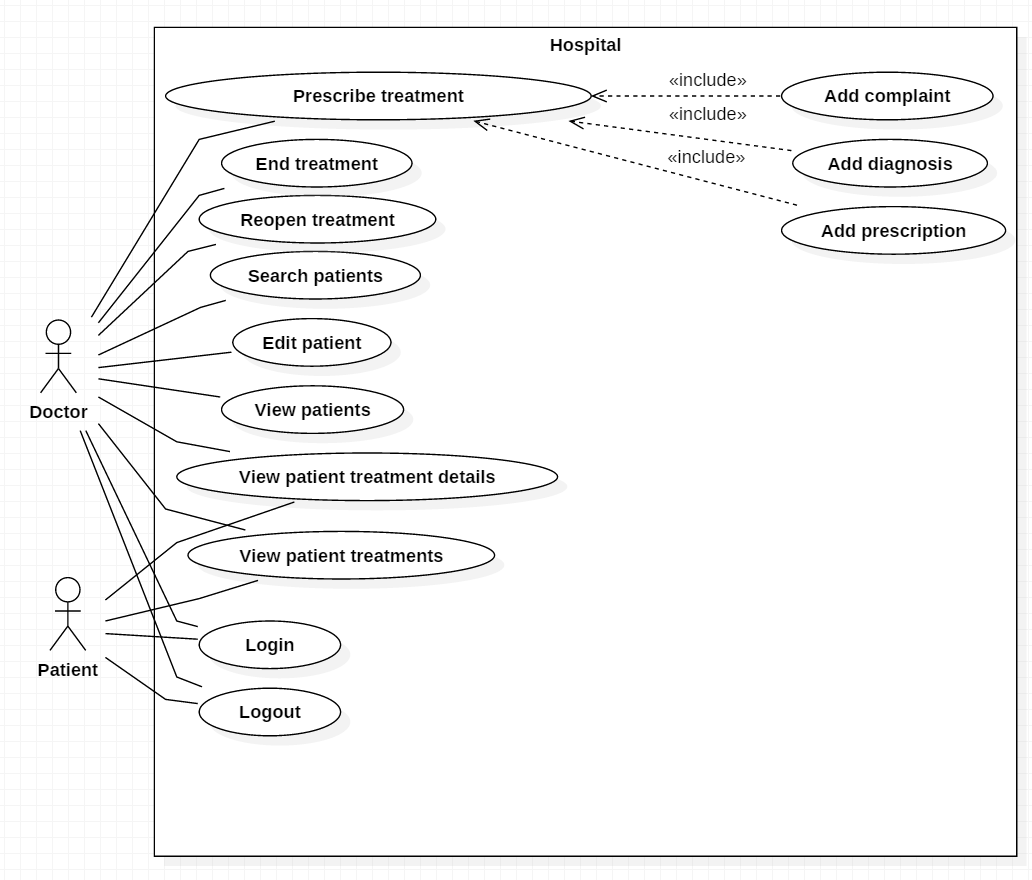 Hospital
Prescribe treatment
«include»
Add complaint
«include»
End treatment
«include»
Add diagnosis
Reopen treatment
Add prescription
Search patients
Edit patient
Doctor
View patients
View patient treatment details
View patient treatments
Login
Patient
Logout